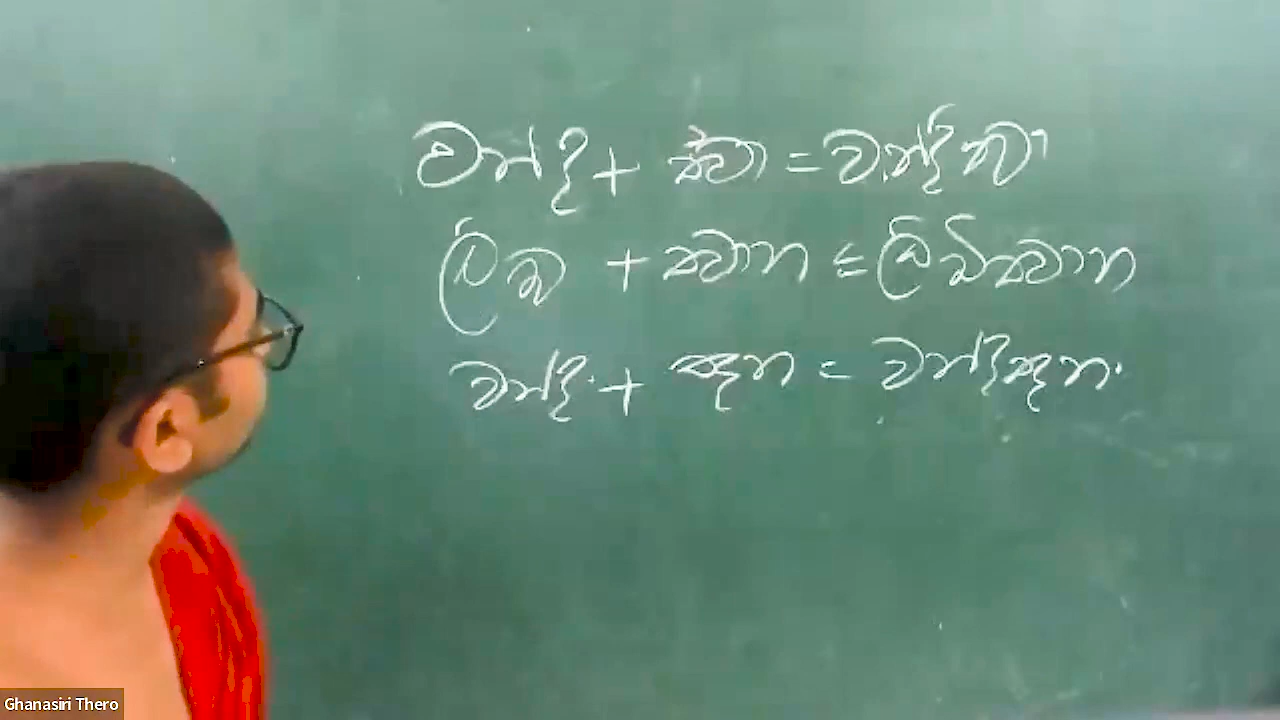 වන්ද + ත්වා = වන්දිත්වා
ලිඛ + ත්වාන = ලිඛිත්වාන
වන්ද + තූන = වන්දිතූන
Ghanasiri Thero